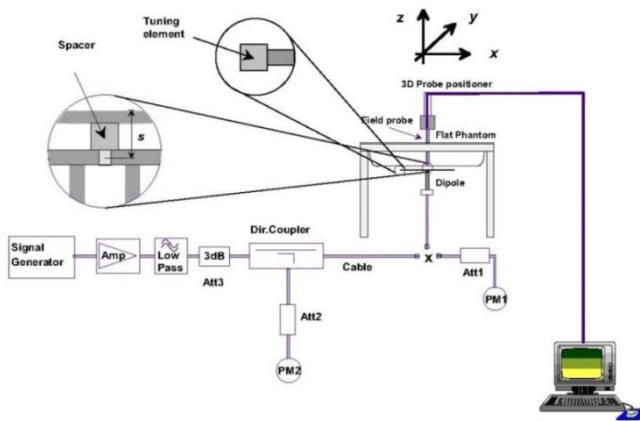 Tuning
element
Spacer
s
z
y
x
3D Probe positioner
Field probe
Flat Phantom
Dipole
Signal
Generator
Amp
Low
Pass
3dB
Att3
Dir.Coupler
Cable
x
Att1
PM1
Att2
PM2